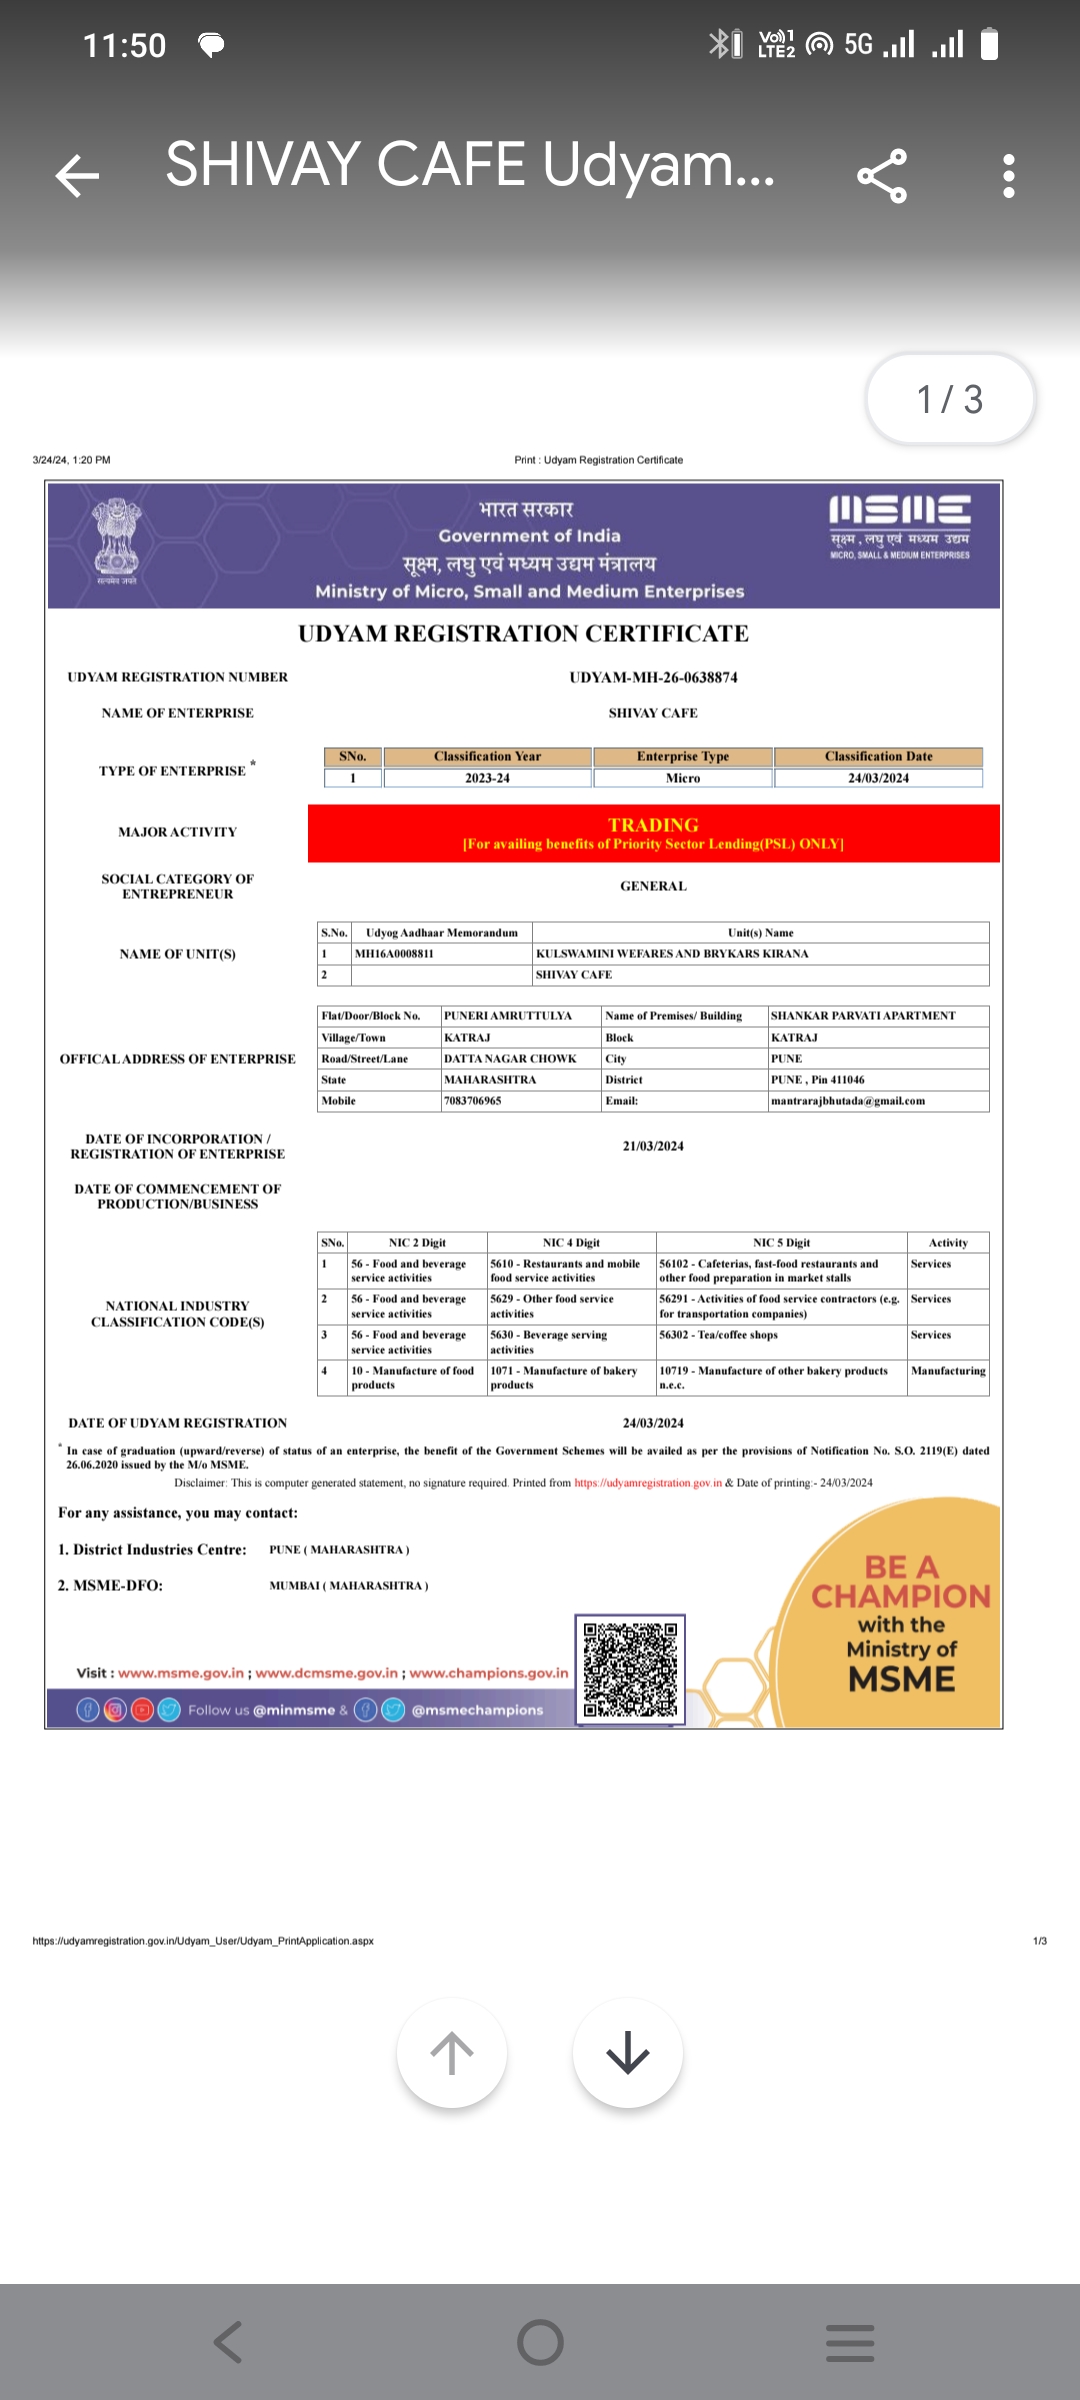 11:50
Vo))1 LTE2 5G
SHIVAY CAFE Udyam...
1 / 3
3/24/24, 1:20 PM Print : Udyam Registration Certificate
भारत सरकार
Government of India
सूक्ष्म, लघु एवं मध्यम उद्यम मंत्रालय
Ministry of Micro, Small and Medium Enterprises
सत्यमेव जयते
MSME
सूक्ष्म , लघु एवं मध्यम उद्यम
MICRO, SMALL & MEDIUM ENTERPRISES
UDYAM REGISTRATION CERTIFICATE
UDYAM REGISTRATION NUMBER UDYAM-MH-26-0638874
NAME OF ENTERPRISE SHIVAY CAFE
TYPE OF ENTERPRISE *
SNo. Classification Year Enterprise Type Classification Date
1 2023-24 Micro 24/03/2024
MAJOR ACTIVITY
TRADING
[For availing benefits of Priority Sector Lending(PSL) ONLY]
SOCIAL CATEGORY OF
ENTREPRENEUR
GENERAL
NAME OF UNIT(S)
S.No. Udyog Aadhaar Memorandum Unit(s) Name
1 MH16A0008811 KULSWAMINI WEFARES AND BRYKARS KIRANA
2 SHIVAY CAFE
OFFICAL ADDRESS OF ENTERPRISE
Flat/Door/Block No. PUNERI AMRUTTULYA Name of Premises/ Building SHANKAR PARVATI APARTMENT
Village/Town KATRAJ Block KATRAJ
Road/Street/Lane DATTA NAGAR CHOWK City PUNE
State MAHARASHTRA District PUNE , Pin 411046
Mobile 7083706965 Email: mantrarajbhutada@gmail.com
DATE OF INCORPORATION /
REGISTRATION OF ENTERPRISE
21/03/2024
DATE OF COMMENCEMENT OF
PRODUCTION/BUSINESS
NATIONAL INDUSTRY
CLASSIFICATION CODE(S)
SNo. NIC 2 Digit NIC 4 Digit NIC 5 Digit Activity
1 56 - Food and beverage service activities 5610 - Restaurants and mobile food service activities 56102 - Cafeterias, fast-food restaurants and other food preparation in market stalls Services
2 56 - Food and beverage service activities 5629 - Other food service activities 56291 - Activities of food service contractors (e.g. for transportation companies) Services
3 56 - Food and beverage service activities 5630 - Beverage serving activities 56302 - Tea/coffee shops Services
4 10 - Manufacture of food products 1071 - Manufacture of bakery products 10719 - Manufacture of other bakery products n.e.c. Manufacturing
DATE OF UDYAM REGISTRATION 24/03/2024
* In case of graduation (upward/reverse) of status of an enterprise, the benefit of the Government Schemes will be availed as per the provisions of Notification No. S.O. 2119(E) dated
26.06.2020 issued by the M/o MSME.
Disclaimer: This is computer generated statement, no signature required. Printed from https://udyamregistration.gov.in & Date of printing:- 24/03/2024
For any assistance, you may contact:
1. District Industries Centre: PUNE ( MAHARASHTRA )
2. MSME-DFO: MUMBAI ( MAHARASHTRA )
BE A
CHAMPION
with the
Ministry of
MSME
Visit : www.msme.gov.in ; www.dcmsme.gov.in ; www.champions.gov.in
Follow us @minmsme & @msmechampions
https://udyamregistration.gov.in/Udyam_User/Udyam_PrintApplication.aspx 1/3